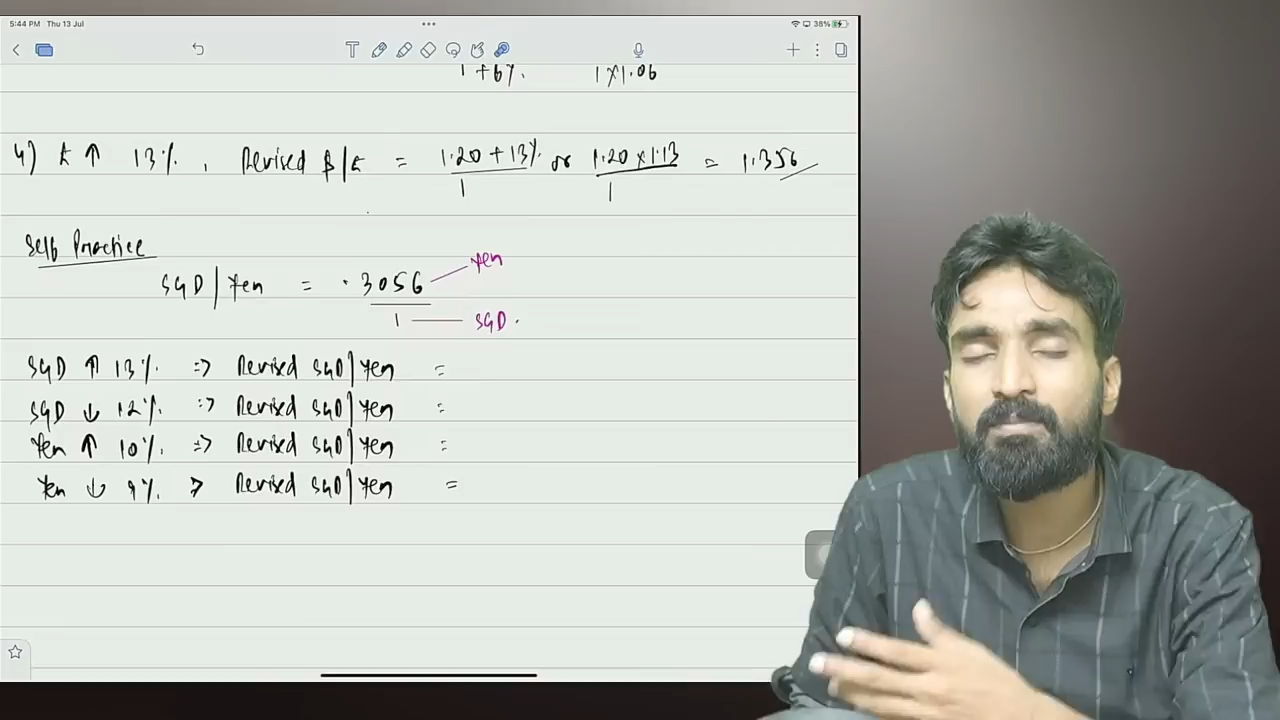 5:44 PM Thu 13 Jul
38%
1 + 6%. 1 x 1.06
4) £ ↑ 13%, Revised $/£ = 1.20 + 13% / 1 or 1.20 x 1.13 / 1 = 1.356
Self Practice
SGD / Yen = .3056 / 1
Yen
SGD.
SGD ↑ 13%. => Revised SGD/Yen =
SGD ↓ 12%. => Revised SGD/Yen =
Yen ↑ 10%. => Revised SGD/Yen =
Yen ↓ 9%. => Revised SGD/Yen =